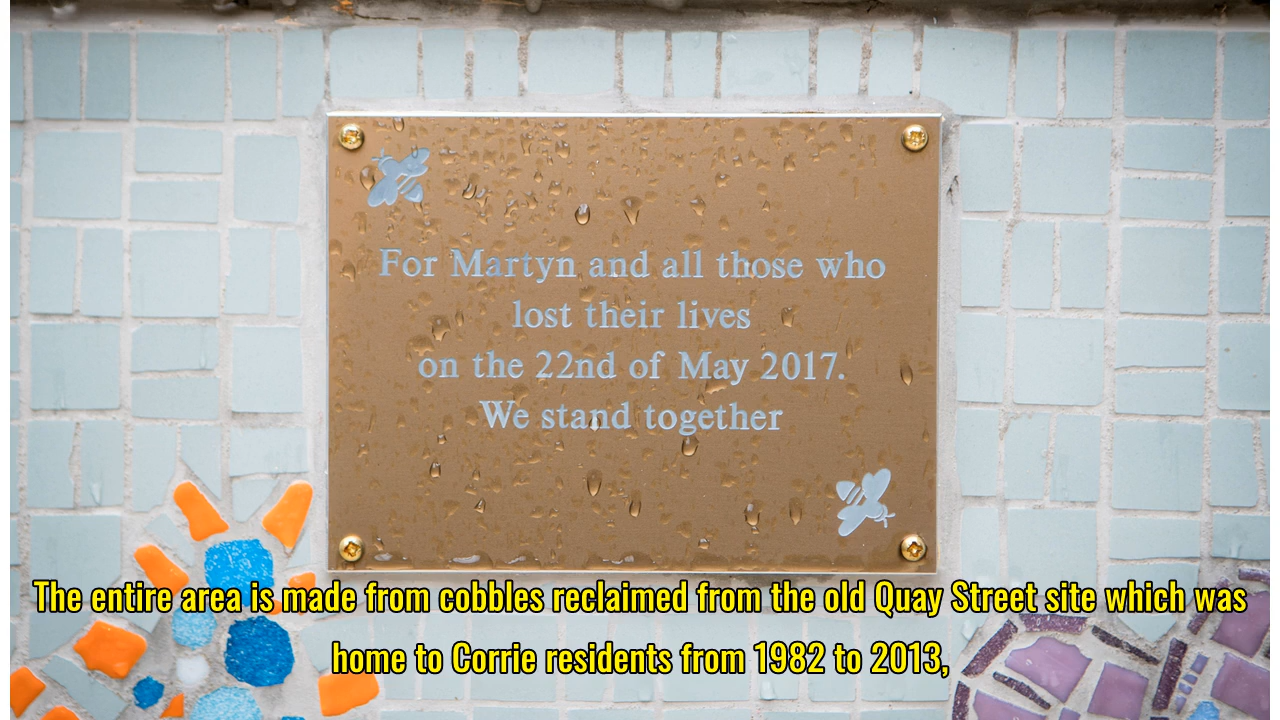 For Martyn and all those who
lost their lives
on the 22nd of May 2017.
We stand together
The entire area is made from cobbles reclaimed from the old Quay Street site which was
home to Corrie residents from 1982 to 2013,